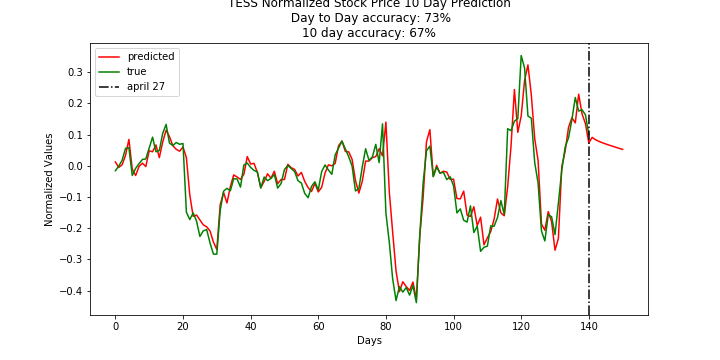 TESS Normalized Stock Price 10 Day Prediction
Day to Day accuracy: 73%
10 day accuracy: 67%
predicted
true
april 27
Normalized Values
0.3
0.2
0.1
0.0
−0.1
−0.2
−0.3
−0.4
0 20 40 60 80 100 120 140
Days